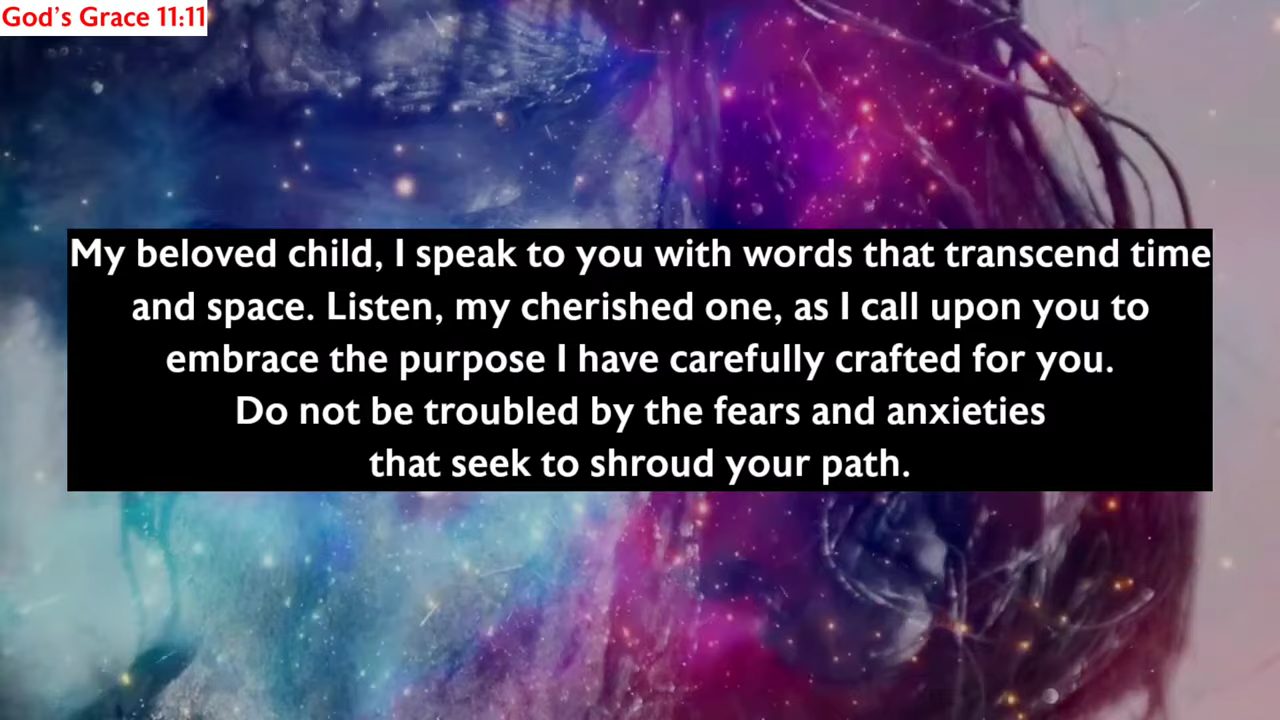 God's Grace 11:11
My beloved child, I speak to you with words that transcend time
and space. Listen, my cherished one, as I call upon you to
embrace the purpose I have carefully crafted for you.
Do not be troubled by the fears and anxieties
that seek to shroud your path.